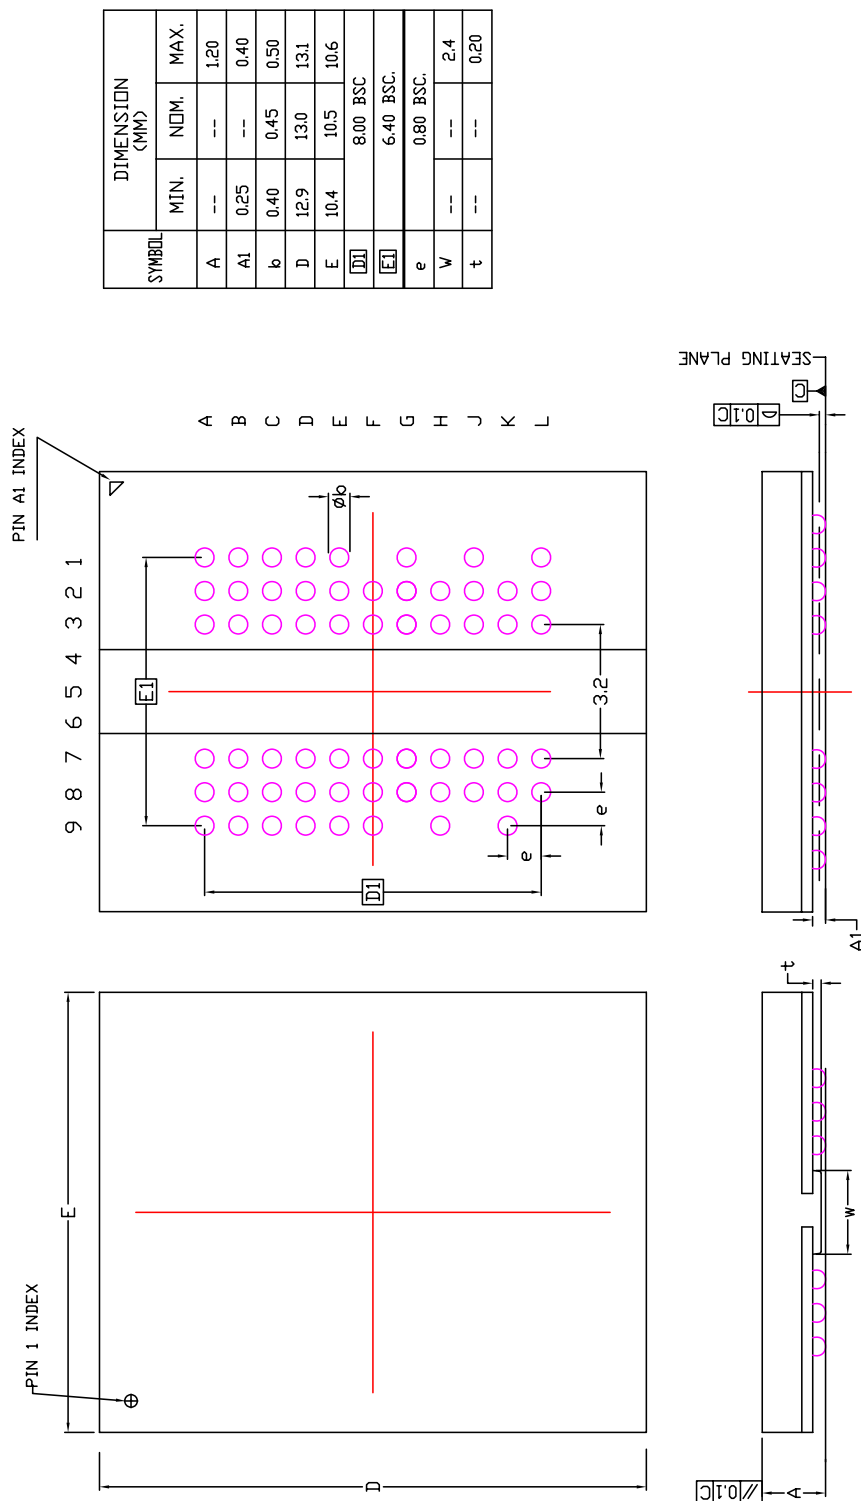 SYMBOL DIMENSION (MM)
MIN. NOM. MAX.
A -- -- 1.20
A1 0.25 -- 0.40
b 0.40 0.45 0.50
D 12.9 13.0 13.1
E 10.4 10.5 10.6
D1 8.00 BSC
E1 6.40 BSC.
e 0.80 BSC.
W -- -- 2.4
t -- -- 0.20
PIN A1 INDEX
1
2
3
4
5
6
7
8
9
A
B
C
D
E
F
G
H
J
K
L
øb
E1
3.2
e
e
D1
SEATING PLANE
C
⌓ 0.1 C
A1
PIN 1 INDEX
E
D
t
w
A
// 0.1 C